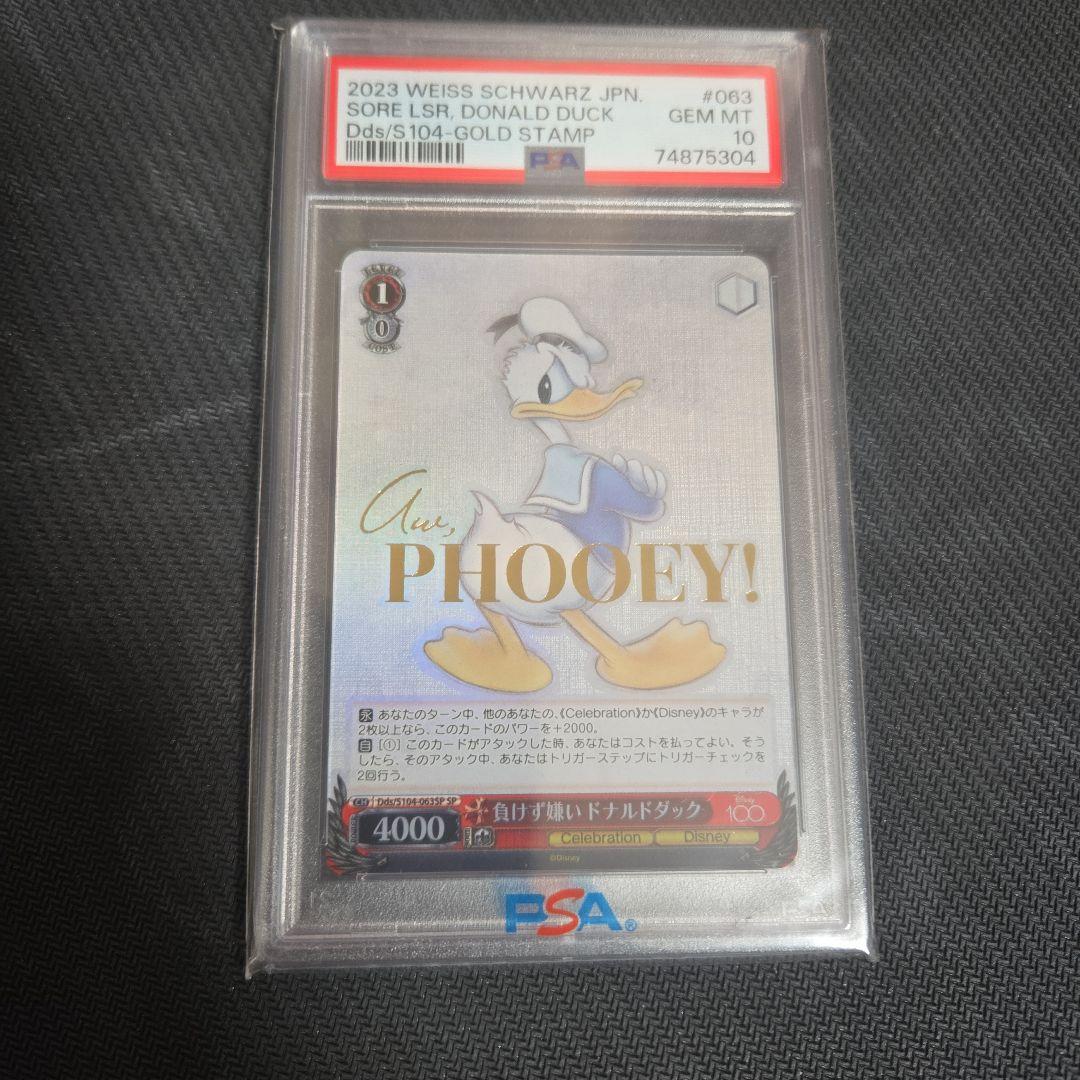 2023 WEISS SCHWARZ JPN. #063
SORE LSR, DONALD DUCK GEM MT
Dds/S104-GOLD STAMP 10
PSA 74875304
LEVEL
1
0
COST
Aw,
PHOOEY!
永 あなたのターン中、他のあなたの、《Celebration》か《Disney》のキャラが
2枚以上なら、このカードのパワーを+2000。
自 [①] このカードがアタックした時、あなたはコストを払ってよい。そう
したら、そのアタック中、あなたはトリガーステップにトリガーチェックを
2回行う。
CH Dds/S104-063SP SP
4000 負けず嫌い ドナルドダック Disney 100
Celebration Disney
©Disney
PSA®